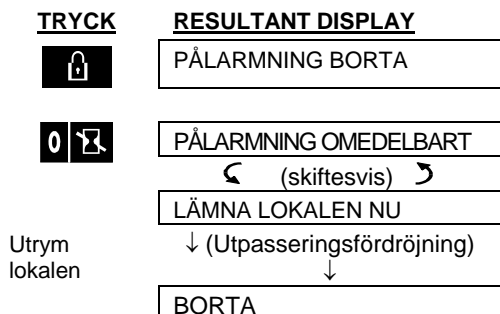 TRYCK RESULTANT DISPLAY
PÅLARMNING BORTA
0 PÅLARMNING OMEDELBART
(skiftesvis)
LÄMNA LOKALEN NU
Utrym ↓ (Utpasseringsfördröjning)
lokalen ↓
BORTA